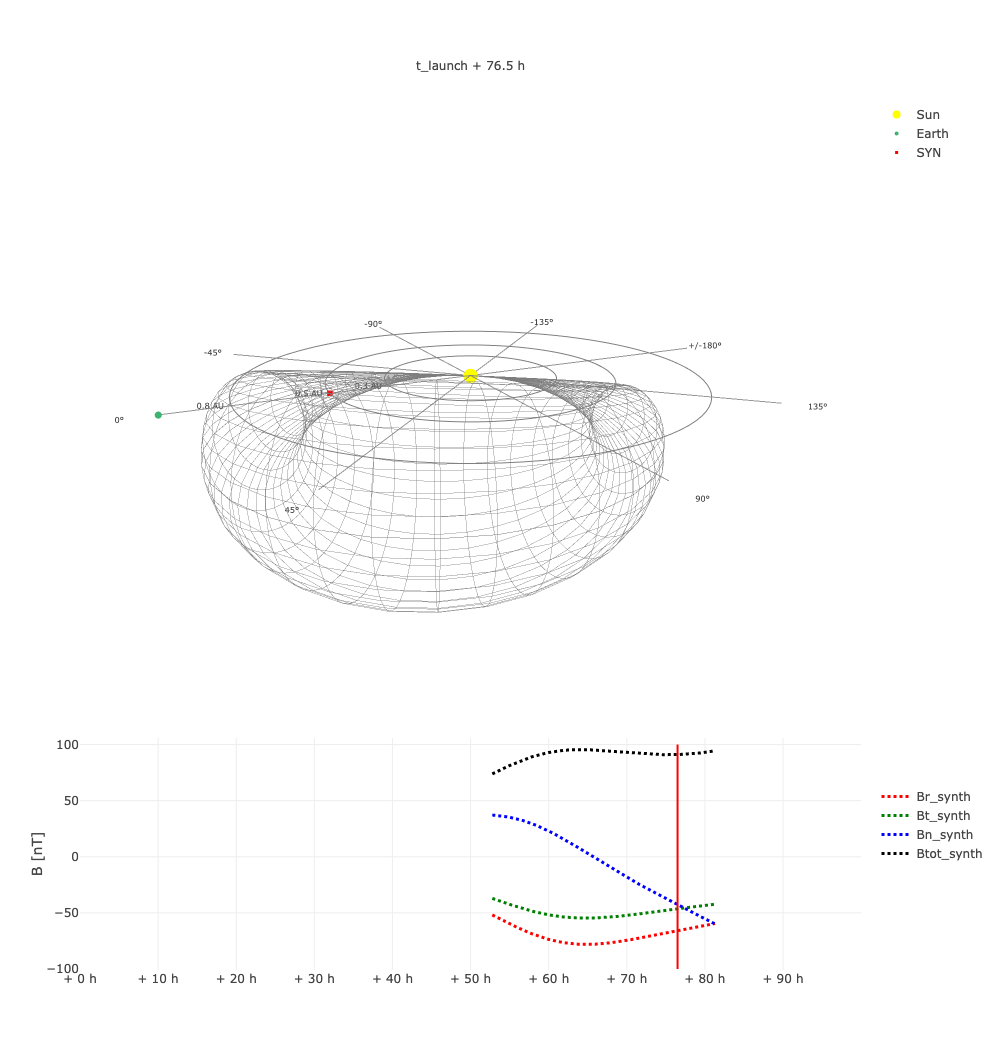 t_launch + 76.5 h
Sun
Earth
SYN
-90°
-135°
-45°
+/-180°
0.3 AU
0.5 AU
0.8 AU
135°
0°
90°
45°
100
50
0
−50
−100
B [nT]
+ 0 h
+ 10 h
+ 20 h
+ 30 h
+ 40 h
+ 50 h
+ 60 h
+ 70 h
+ 80 h
+ 90 h
Br_synth
Bt_synth
Bn_synth
Btot_synth